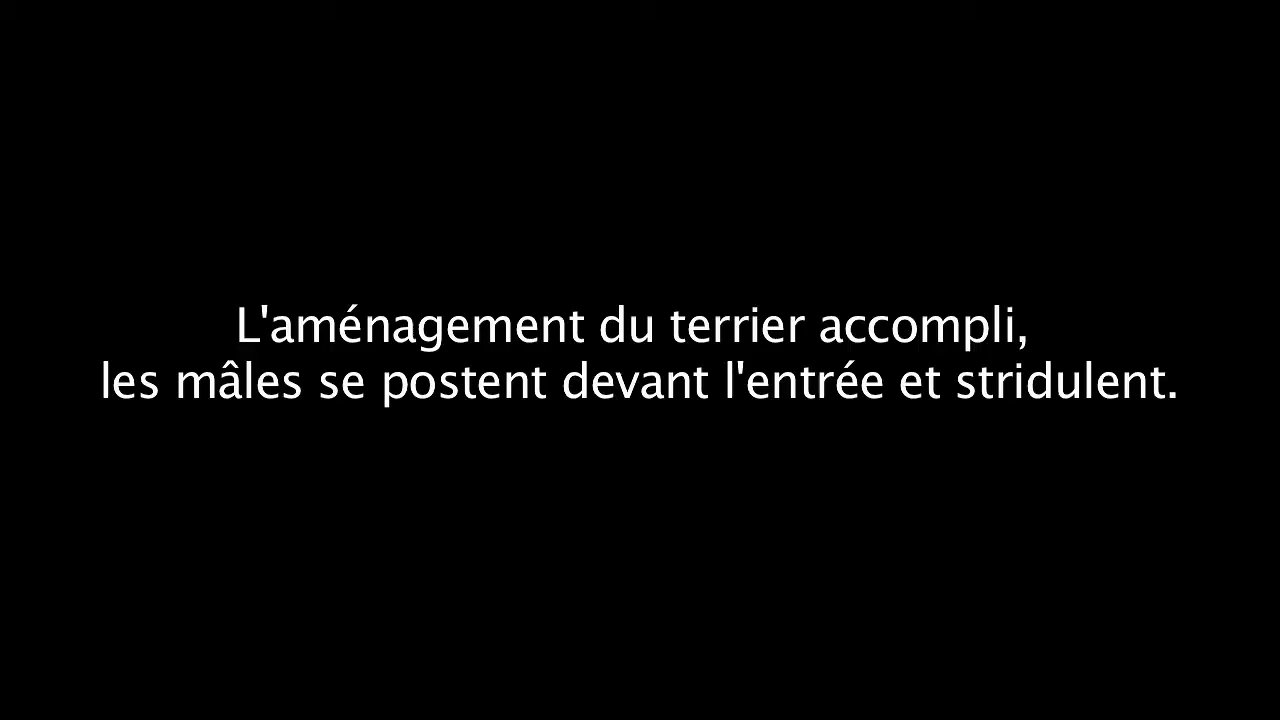 L'aménagement du terrier accompli,
les mâles se postent devant l'entrée et stridulent.